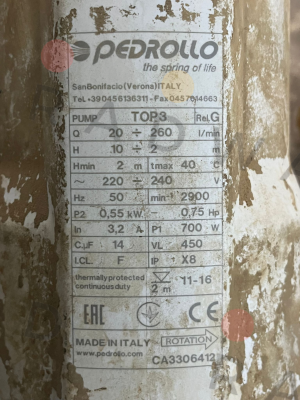 PEDROLLO
the spring of life
SanBonifacio (Verona) ITALY
Tel.+390456136311 - Fax 0457614663
PUMP TOP3 Rel.G
Q 20 ÷ 260 l/min
H 10 ÷ 2 m
Hmin 2 m tmax 40 °C
~ 220 ÷ 240 V
Hz 50 min⁻¹ 2900
P2 0,55 kW - 0,75 Hp
In 3,2 A P1 700 W
C.µF 14 VL 450
I.CL F IP X8
thermally protected 11-16
continuous duty 2 m
EAC CE
MADE IN ITALY ROTATION
www.pedrollo.com CA3306412